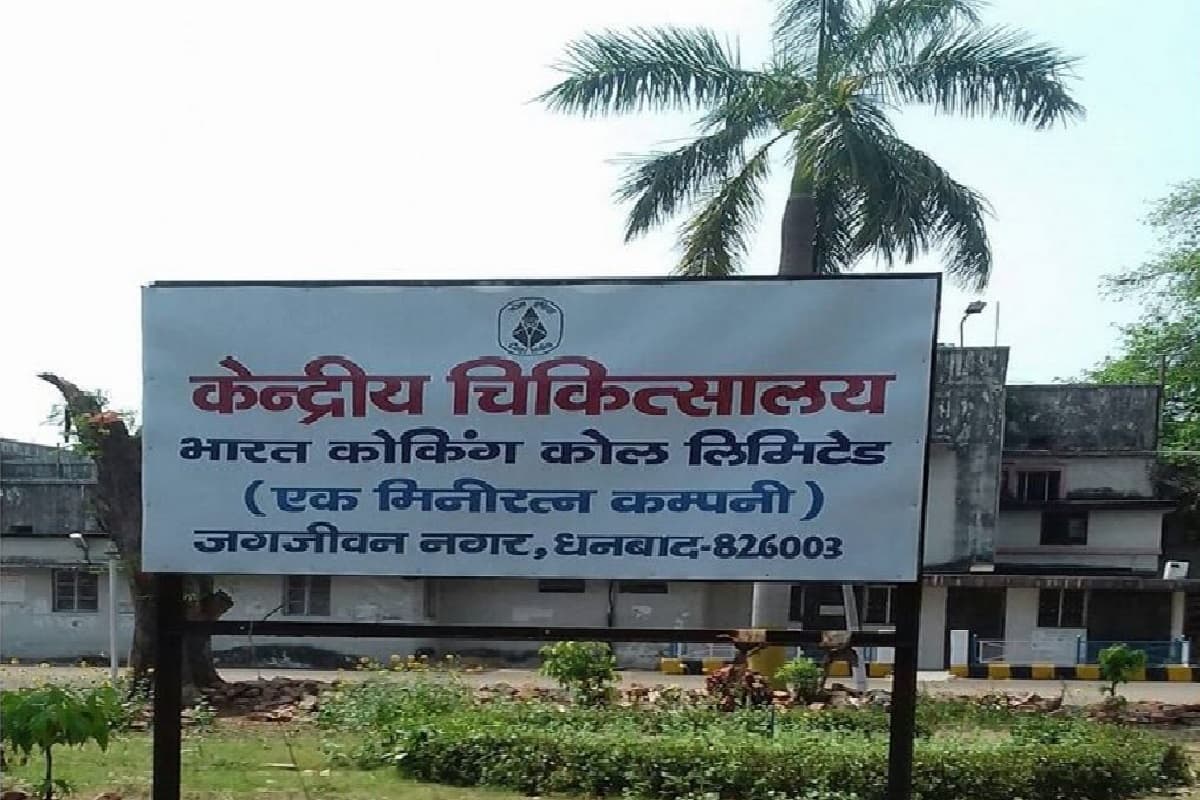 केन्द्रीय चिकित्सालय
भारत कोकिंग कोल लिमिटेड
(एक मिनीरत्न कम्पनी)
जगजीवन नगर, धनबाद-826003